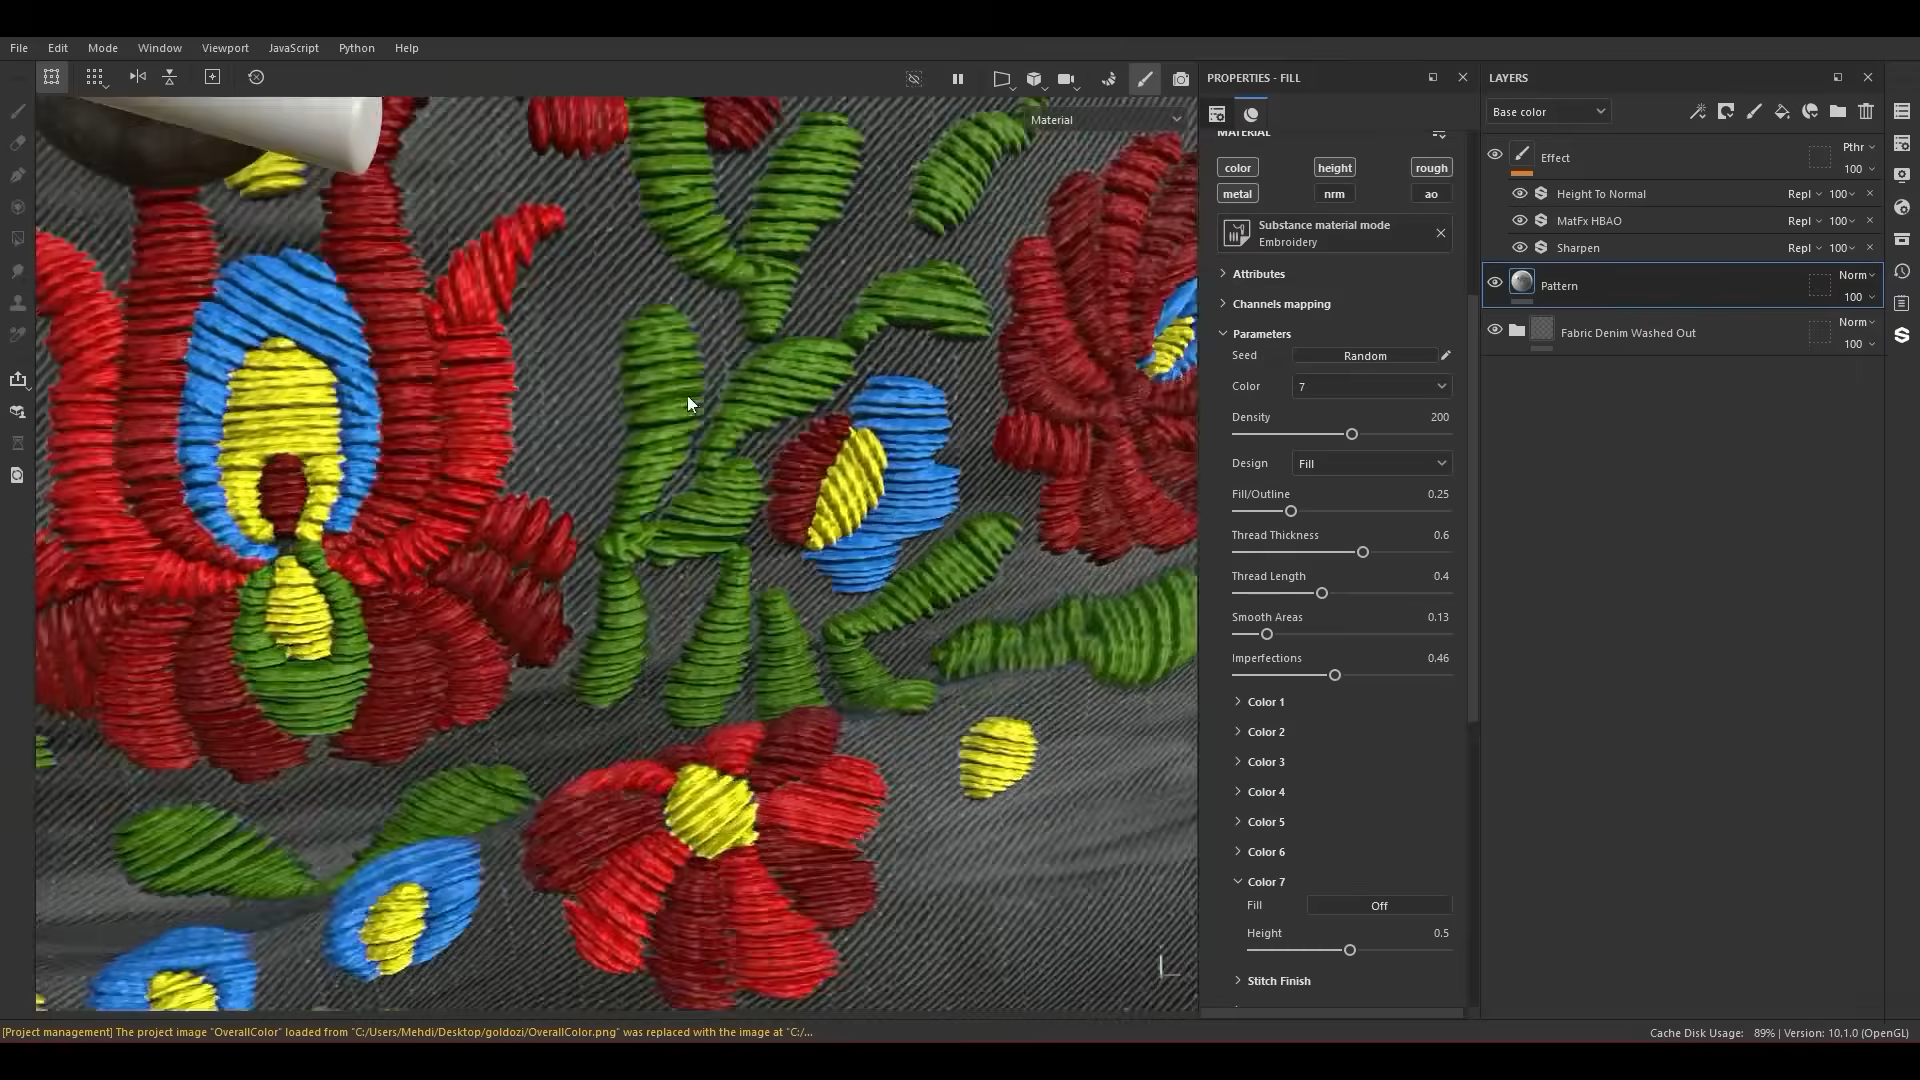 File Edit Mode Window Viewport JavaScript Python Help
Material
PROPERTIES - FILL
MATERIAL
color height rough
metal nrm ao
Substance material mode
Embroidery
Attributes
Channels mapping
Parameters
Seed Random
Color 7
Density 200
Design Fill
Fill/Outline 0.25
Thread Thickness 0.6
Thread Length 0.4
Smooth Areas 0.13
Imperfections 0.46
Color 1
Color 2
Color 3
Color 4
Color 5
Color 6
Color 7
Fill Off
Height 0.5
Stitch Finish
LAYERS
Base color
Effect Pthr
100
Height To Normal Repl 100
MatFx HBAO Repl 100
Sharpen Repl 100
Pattern Norm
100
Fabric Denim Washed Out Norm
100
[Project management] The project image "OverallColor" loaded from "C:/Users/Mehdi/Desktop/goldozi/OverallColor.png" was replaced with the image at "C:/...
Cache Disk Usage: 89% | Version: 10.1.0 (OpenGL)